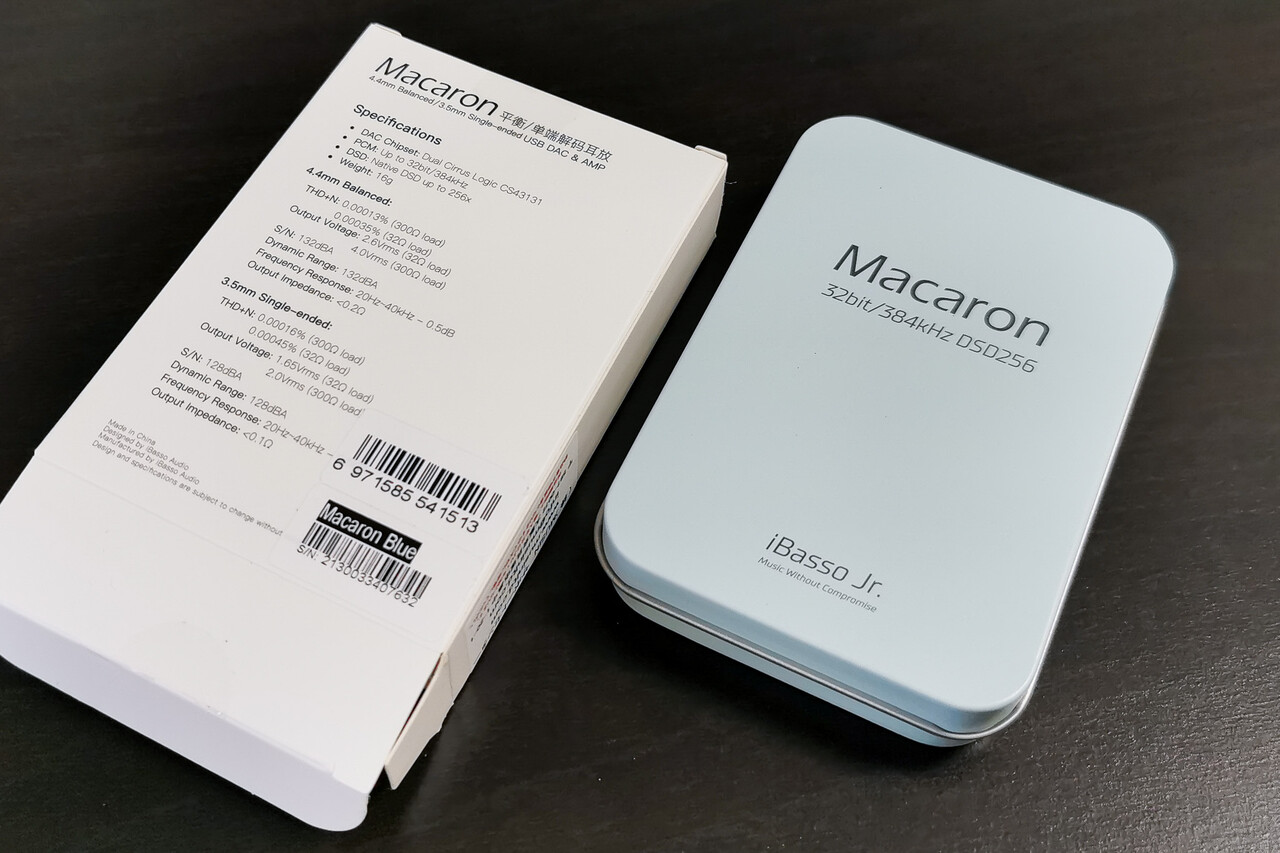 Macaron 平衡/单端解码耳放
4.4mm Balanced/3.5mm Single-ended USB DAC & AMP
Specifications
• DAC Chipset: Dual Cirrus Logic CS43131
• PCM: Up to 32bit/384kHz
• DSD: Native DSD up to 256x
• Weight: 16g
4.4mm Balanced:
THD+N: 0.00013% (300Ω load)
0.00035% (32Ω load)
Output Voltage: 2.6Vrms (32Ω load)
4.0Vrms (300Ω load)
S/N: 132dBA
Dynamic Range: 132dBA
Frequency Response: 20Hz~40kHz - 0.5dB
Output Impedance: <0.2Ω
3.5mm Single-ended:
THD+N: 0.00016% (300Ω load)
0.00045% (32Ω load)
Output Voltage: 1.65Vrms (32Ω load)
2.0Vrms (300Ω load)
S/N: 128dBA
Dynamic Range: 128dBA
Frequency Response: 20Hz~40kHz -
Output Impedance: <0.1Ω
Made in China
Designed by iBasso Audio
Manufactured by iBasso Audio
Design and specifications are subject to change without
6 971585 541513
Macaron Blue
S/N: 2130033407632
Macaron
32bit/384kHz DSD256
iBasso Jr.
Music Without Compromise